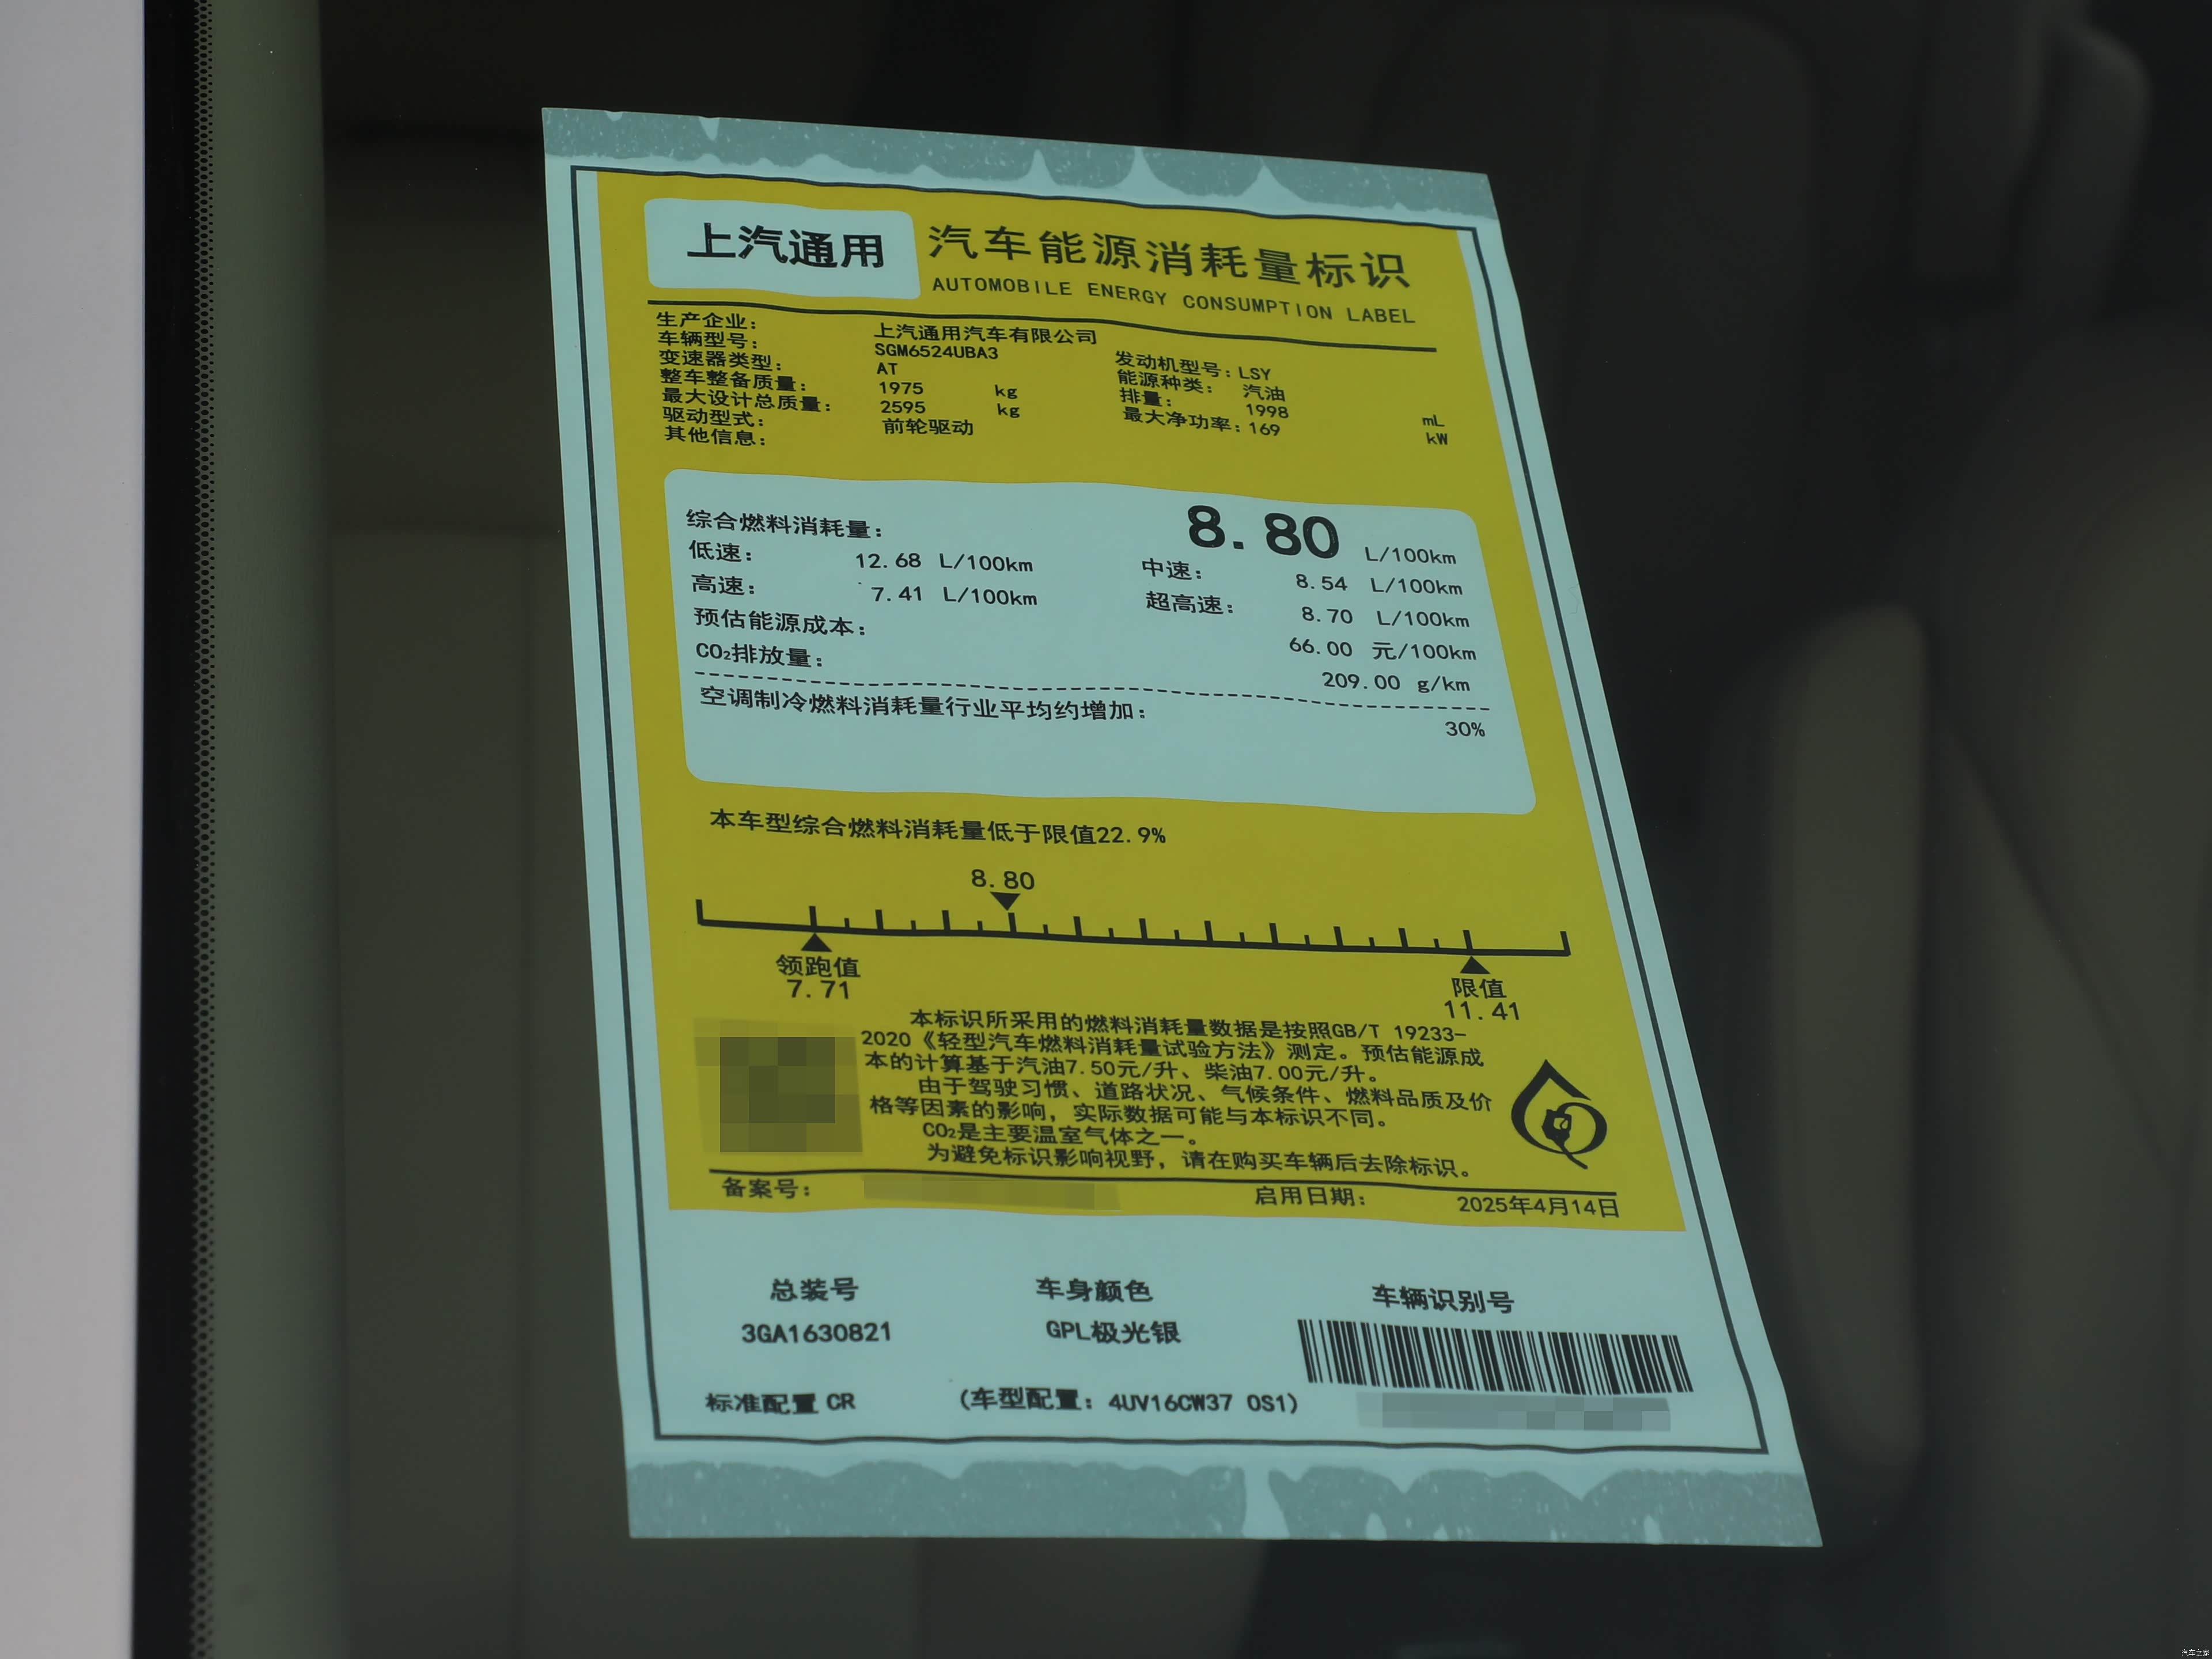 上汽通用
汽车能源消耗量标识
AUTOMOBILE ENERGY CONSUMPTION LABEL
生产企业： 上汽通用汽车有限公司
车辆型号： SGM6524UBA3 发动机型号：LSY
变速器类型： AT 能源种类： 汽油
整车整备质量： 1975 kg 排量： 1998 mL
最大设计总质量： 2595 kg 最大净功率：169 kW
驱动型式： 前轮驱动
其他信息：
综合燃料消耗量： 8.80 L/100km
低速： 12.68 L/100km 中速： 8.54 L/100km
高速： 7.41 L/100km 超高速： 8.70 L/100km
预估能源成本： 66.00 元/100km
CO₂排放量： 209.00 g/km
空调制冷燃料消耗量行业平均约增加： 30%
本车型综合燃料消耗量低于限值22.9%
8.80
领跑值 限值
7.71 11.41
本标识所采用的燃料消耗量数据是按照GB/T 19233-
2020《轻型汽车燃料消耗量试验方法》测定。预估能源成
本的计算基于汽油7.50元/升、柴油7.00元/升。
由于驾驶习惯、道路状况、气候条件、燃料品质及价
格等因素的影响，实际数据可能与本标识不同。
CO₂是主要温室气体之一。
为避免标识影响视野，请在购买车辆后去除标识。
备案号： 启用日期： 2025年4月14日
总装号 车身颜色 车辆识别号
3GA1630821 GPL极光银
标准配置 CR (车型配置：4UV16CW37 0S1)
汽车之家